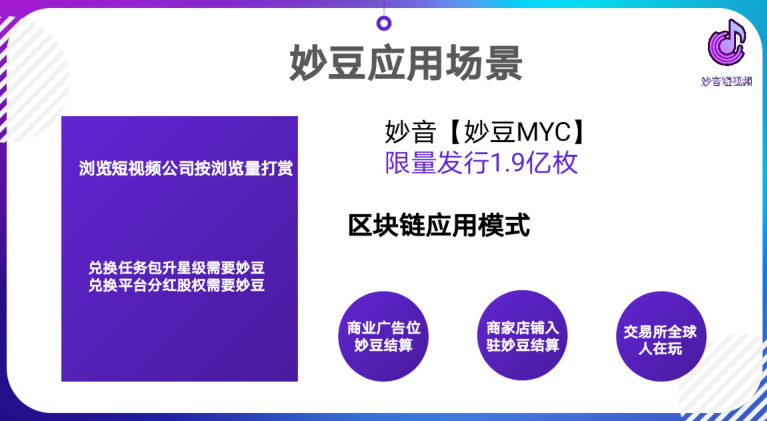 妙豆应用场景
妙音短视频
浏览短视频公司按浏览量打赏
兑换任务包升星级需要妙豆
兑换平台分红股权需要妙豆
妙音【妙豆MYC】
限量发行1.9亿枚
区块链应用模式
商业广告位
妙豆结算
商家店铺入
驻妙豆结算
交易所全球
人在玩